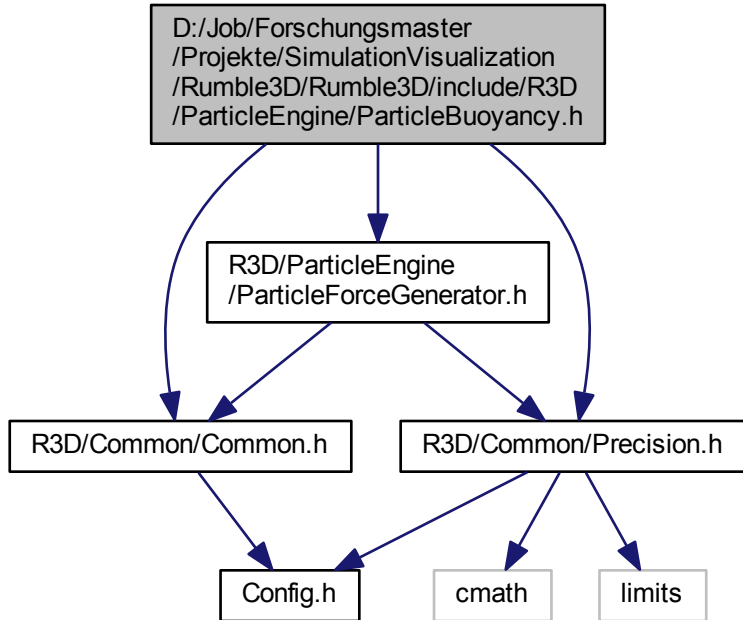 D:/Job/Forschungsmaster
/Projekte/SimulationVisualization
/Rumble3D/Rumble3D/include/R3D
/ParticleEngine/ParticleBuoyancy.h
R3D/ParticleEngine
/ParticleForceGenerator.h
R3D/Common/Common.h
R3D/Common/Precision.h
Config.h
cmath
limits